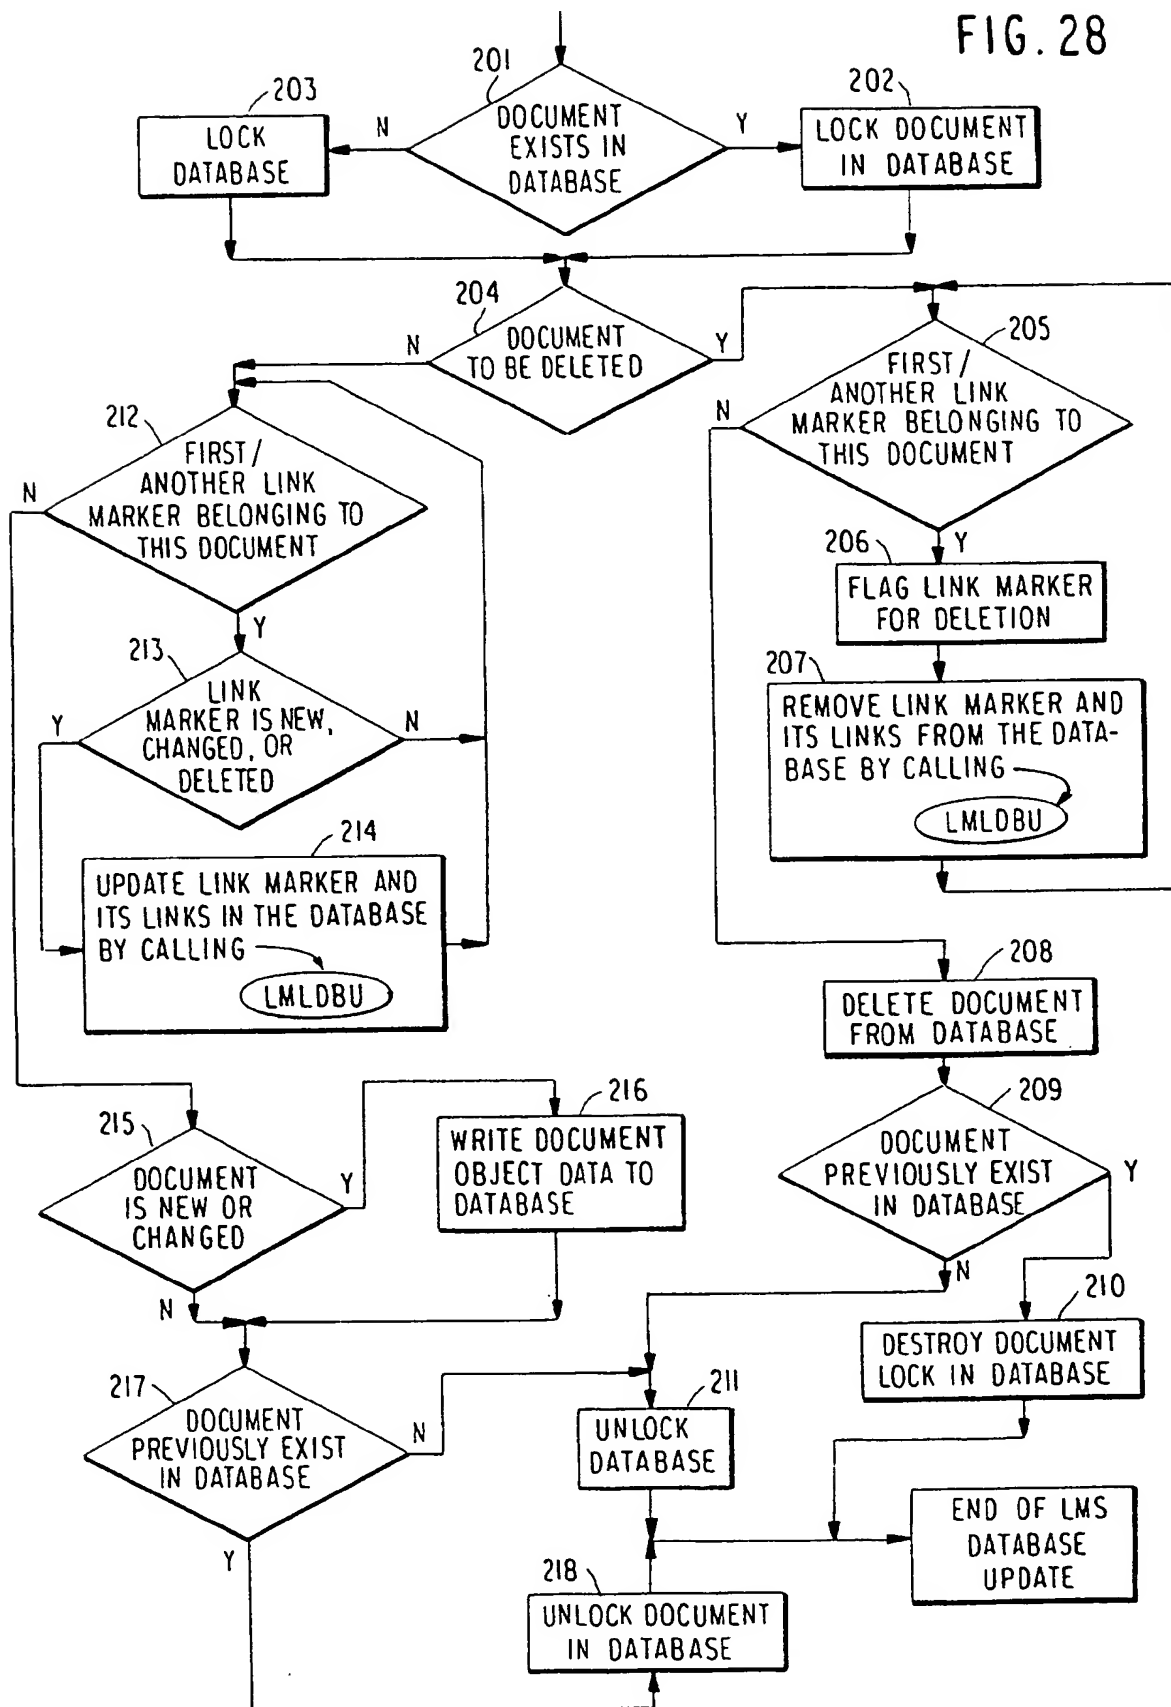 FIG. 28
201
DOCUMENT
EXISTS IN
DATABASE
N
Y
203
LOCK
DATABASE
202
LOCK DOCUMENT
IN DATABASE
204
DOCUMENT
TO BE DELETED
N
Y
205
FIRST/
ANOTHER LINK
MARKER BELONGING TO
THIS DOCUMENT
N
Y
206
FLAG LINK MARKER
FOR DELETION
207
REMOVE LINK MARKER AND
ITS LINKS FROM THE DATA-
BASE BY CALLING
LMLDBU
212
FIRST/
ANOTHER LINK
MARKER BELONGING TO
THIS DOCUMENT
N
Y
213
LINK
MARKER IS NEW,
CHANGED, OR
DELETED
Y
N
214
UPDATE LINK MARKER AND
ITS LINKS IN THE DATABASE
BY CALLING
LMLDBU
208
DELETE DOCUMENT
FROM DATABASE
209
DOCUMENT
PREVIOUSLY EXIST
IN DATABASE
Y
N
215
DOCUMENT
IS NEW OR
CHANGED
Y
N
216
WRITE DOCUMENT
OBJECT DATA TO
DATABASE
210
DESTROY DOCUMENT
LOCK IN DATABASE
217
DOCUMENT
PREVIOUSLY EXIST
IN DATABASE
N
Y
211
UNLOCK
DATABASE
END OF LMS
DATABASE
UPDATE
218
UNLOCK DOCUMENT
IN DATABASE